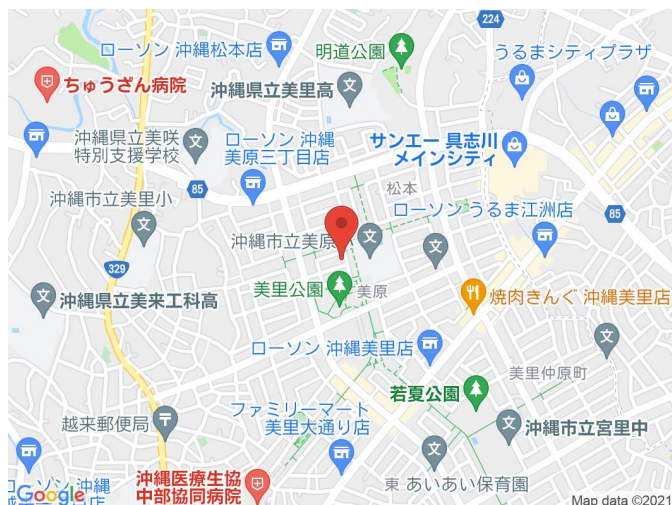 224
ローソン 沖縄松本店
明道公園
うるまシティプラザ
ちゅうざん病院
沖縄県立美里高
沖縄県立美咲
特別支援学校
ローソン 沖縄
美原三丁目店
サンエー 具志川
メインシティ
85
松本
沖縄市立美里小
ローソン うるま江洲店
85
沖縄市立美原
329
美里公園
美原
沖縄県立美来工科高
焼肉きんぐ 沖縄美里店
ローソン 沖縄美里店
美里仲原町
若夏公園
越来郵便局
ファミリーマート
美里大通り店
沖縄市立宮里中
沖縄医療生協
中部協同病院
東 あいあい保育園
ローソン 沖縄
Google
Map data ©2021